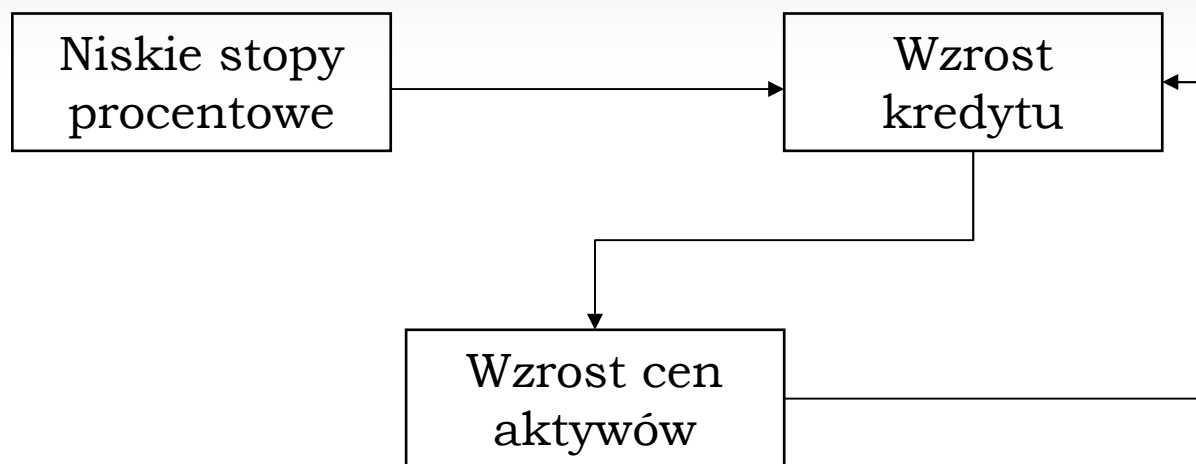 Niskie stopy
procentowe
Wzrost
kredytu
Wzrost cen
aktywów